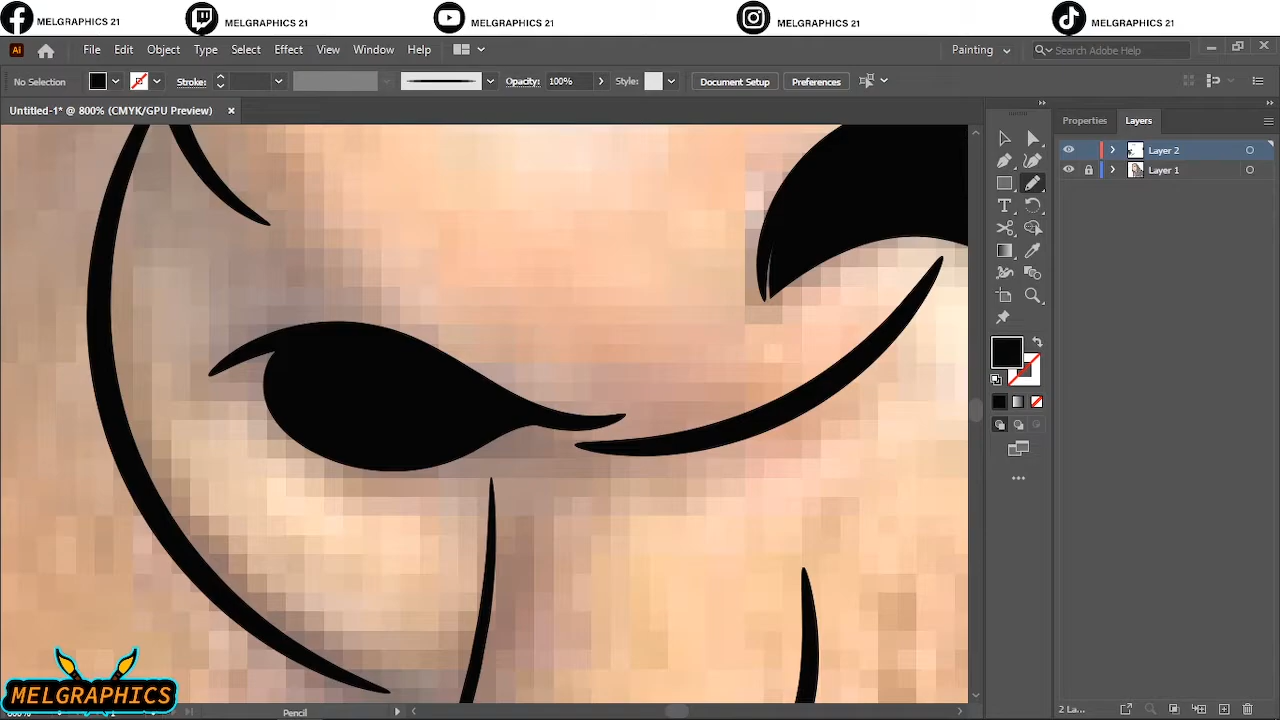 MELGRAPHICS 21
MELGRAPHICS 21
MELGRAPHICS 21
MELGRAPHICS 21
MELGRAPHICS 21
Ai File Edit Object Type Select Effect View Window Help Painting Search Adobe Help
No Selection Stroke: Opacity: 100% Style: Document Setup Preferences
Untitled-1* @ 800% (CMYK/GPU Preview)
Properties Layers
Layer 2
Layer 1
MELGRAPHICS
Pencil
2 La...